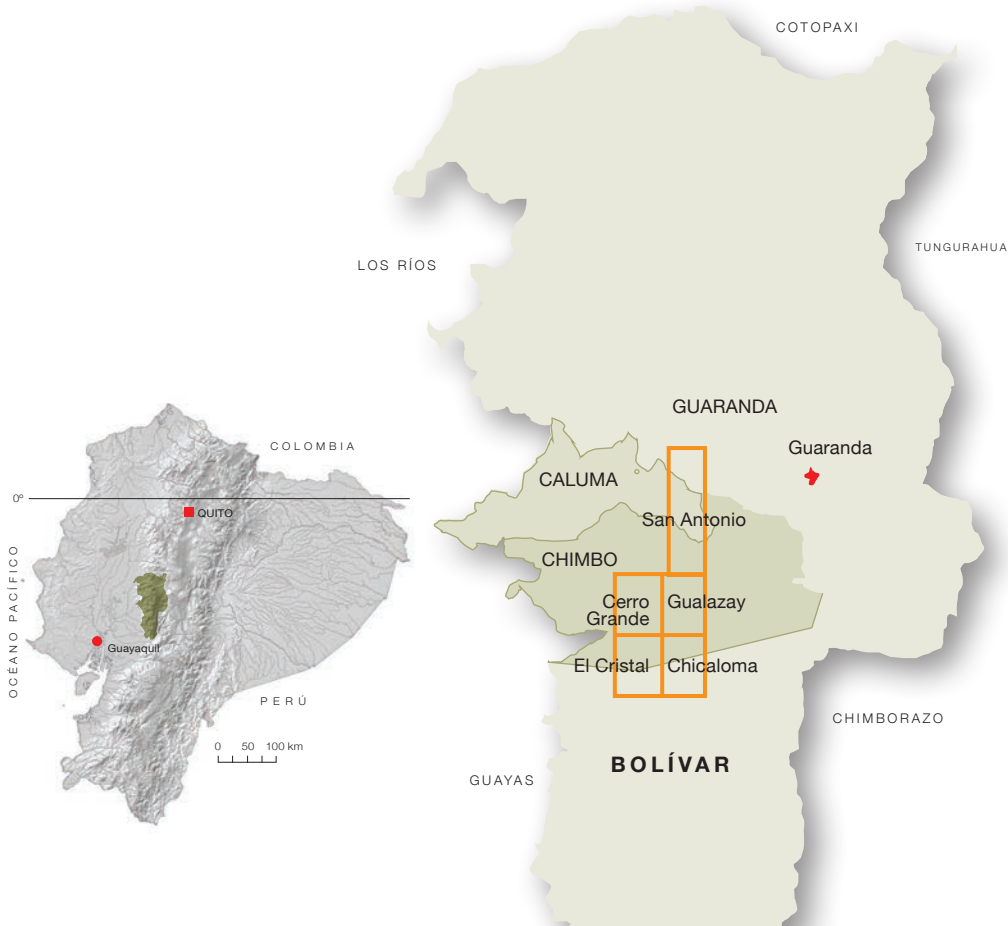 COTOPAXI
TUNGURAHUA
LOS RÍOS
GUARANDA
Guaranda
CALUMA
San Antonio
CHIMBO
Cerro
Grande
Gualazay
El Cristal
Chicaloma
CHIMBORAZO
BOLÍVAR
GUAYAS
COLOMBIA
0º
QUITO
OCÉANO PACÍFICO
Guayaquil
PERÚ
0 50 100 km